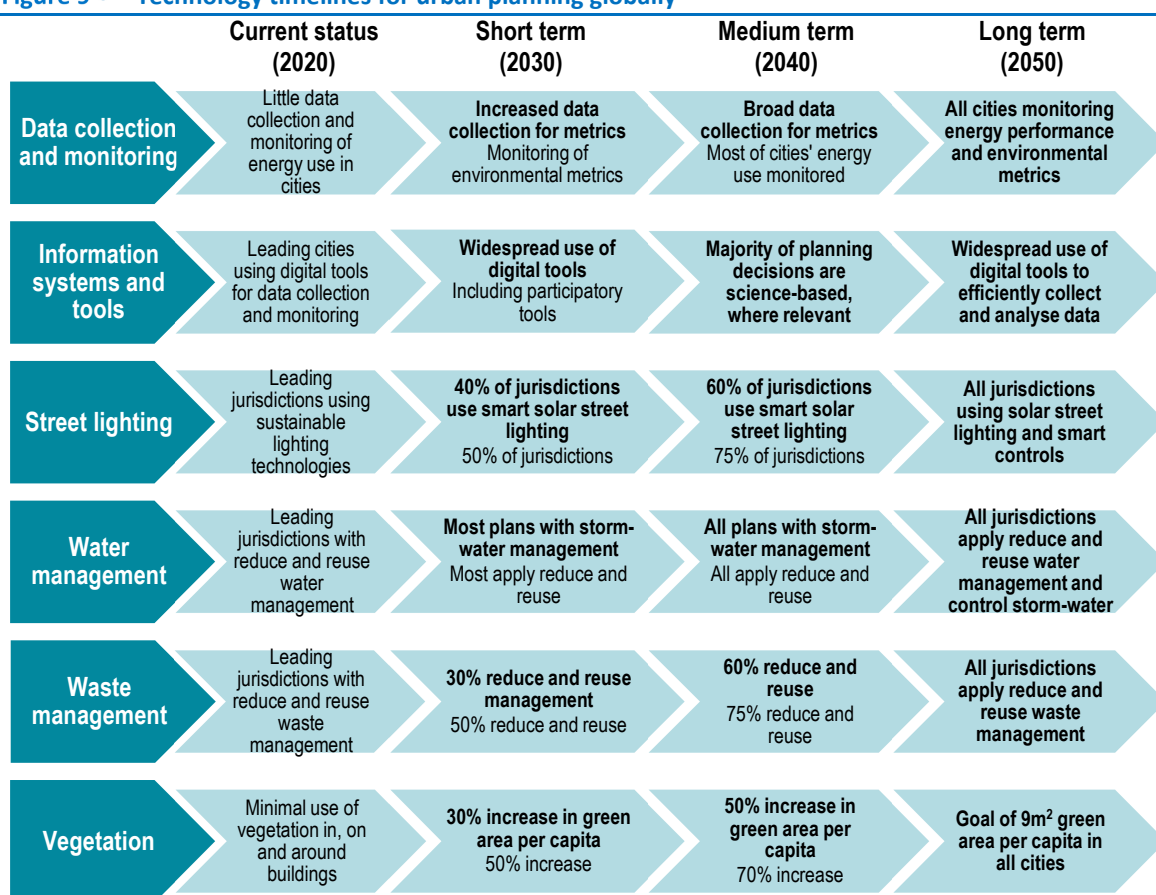 Technology timelines for urban planning globally
Current status
(2020)
Short term
(2030)
Medium term
(2040)
Long term
(2050)
Data collection
and monitoring
Little data
collection and
monitoring of
energy use in
cities
Increased data
collection for metrics
Monitoring of
environmental metrics
Broad data
collection for metrics
Most of cities' energy
use monitored
All cities monitoring
energy performance
and environmental
metrics
Information
systems and
tools
Leading cities
using digital tools
for data collection
and monitoring
Widespread use of
digital tools
Including participatory
tools
Majority of planning
decisions are
science-based,
where relevant
Widespread use of
digital tools to
efficiently collect
and analyse data
Street lighting
Leading
jurisdictions using
sustainable
lighting
technologies
40% of jurisdictions
use smart solar street
lighting
50% of jurisdictions
60% of jurisdictions
use smart solar
street lighting
75% of jurisdictions
All jurisdictions
using solar street
lighting and smart
controls
Water
management
Leading
jurisdictions with
reduce and reuse
water
management
Most plans with storm-
water management
Most apply reduce and
reuse
All plans with storm-
water management
All apply reduce and
reuse
All jurisdictions
apply reduce and
reuse water
management and
control storm-water
Waste
management
Leading
jurisdictions with
reduce and reuse
waste
management
30% reduce and reuse
management
50% reduce and reuse
60% reduce and
reuse
75% reduce and
reuse
All jurisdictions
apply reduce and
reuse waste
management
Vegetation
Minimal use of
vegetation in, on
and around
buildings
30% increase in green
area per capita
50% increase
50% increase in
green area per
capita
70% increase
Goal of 9m² green
area per capita in
all cities